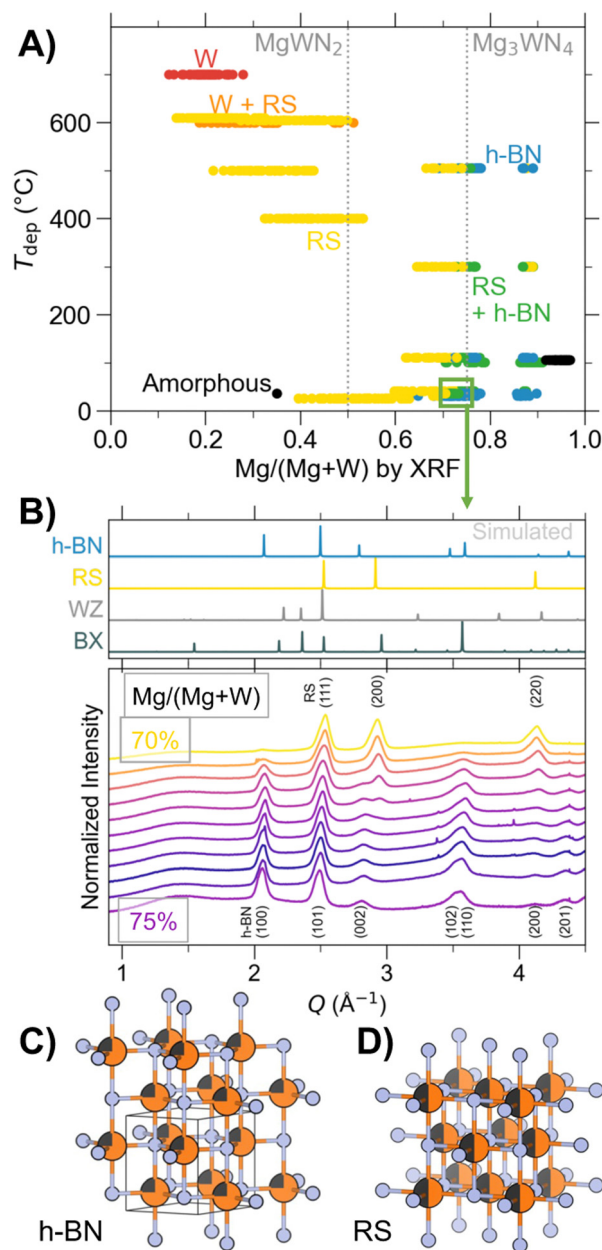 A)
MgWN₂
Mg₃WN₄
W
W + RS
h-BN
RS
RS
+ h-BN
Amorphous
T_dep (°C)
600
400
200
0
0.0 0.2 0.4 0.6 0.8 1.0
Mg/(Mg+W) by XRF
B)
Simulated
h-BN
RS
WZ
BX
Mg/(Mg+W)
70%
RS (111)
(200)
(220)
Normalized Intensity
75%
h-BN (100)
(101)
(002)
(102)
(110)
(200)
(201)
1 2 3 4
Q (Å⁻¹)
C)
D)
h-BN
RS